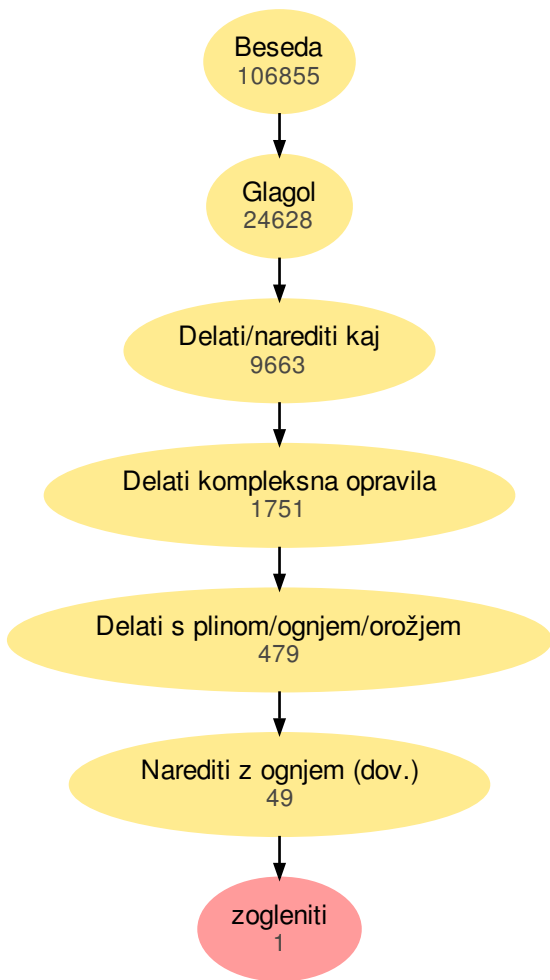 Beseda
106855
Glagol
24628
Delati/narediti kaj
9663
Delati kompleksna opravila
1751
Delati s plinom/ognjem/orožjem
479
Narediti z ognjem (dov.)
49
zogleniti
1